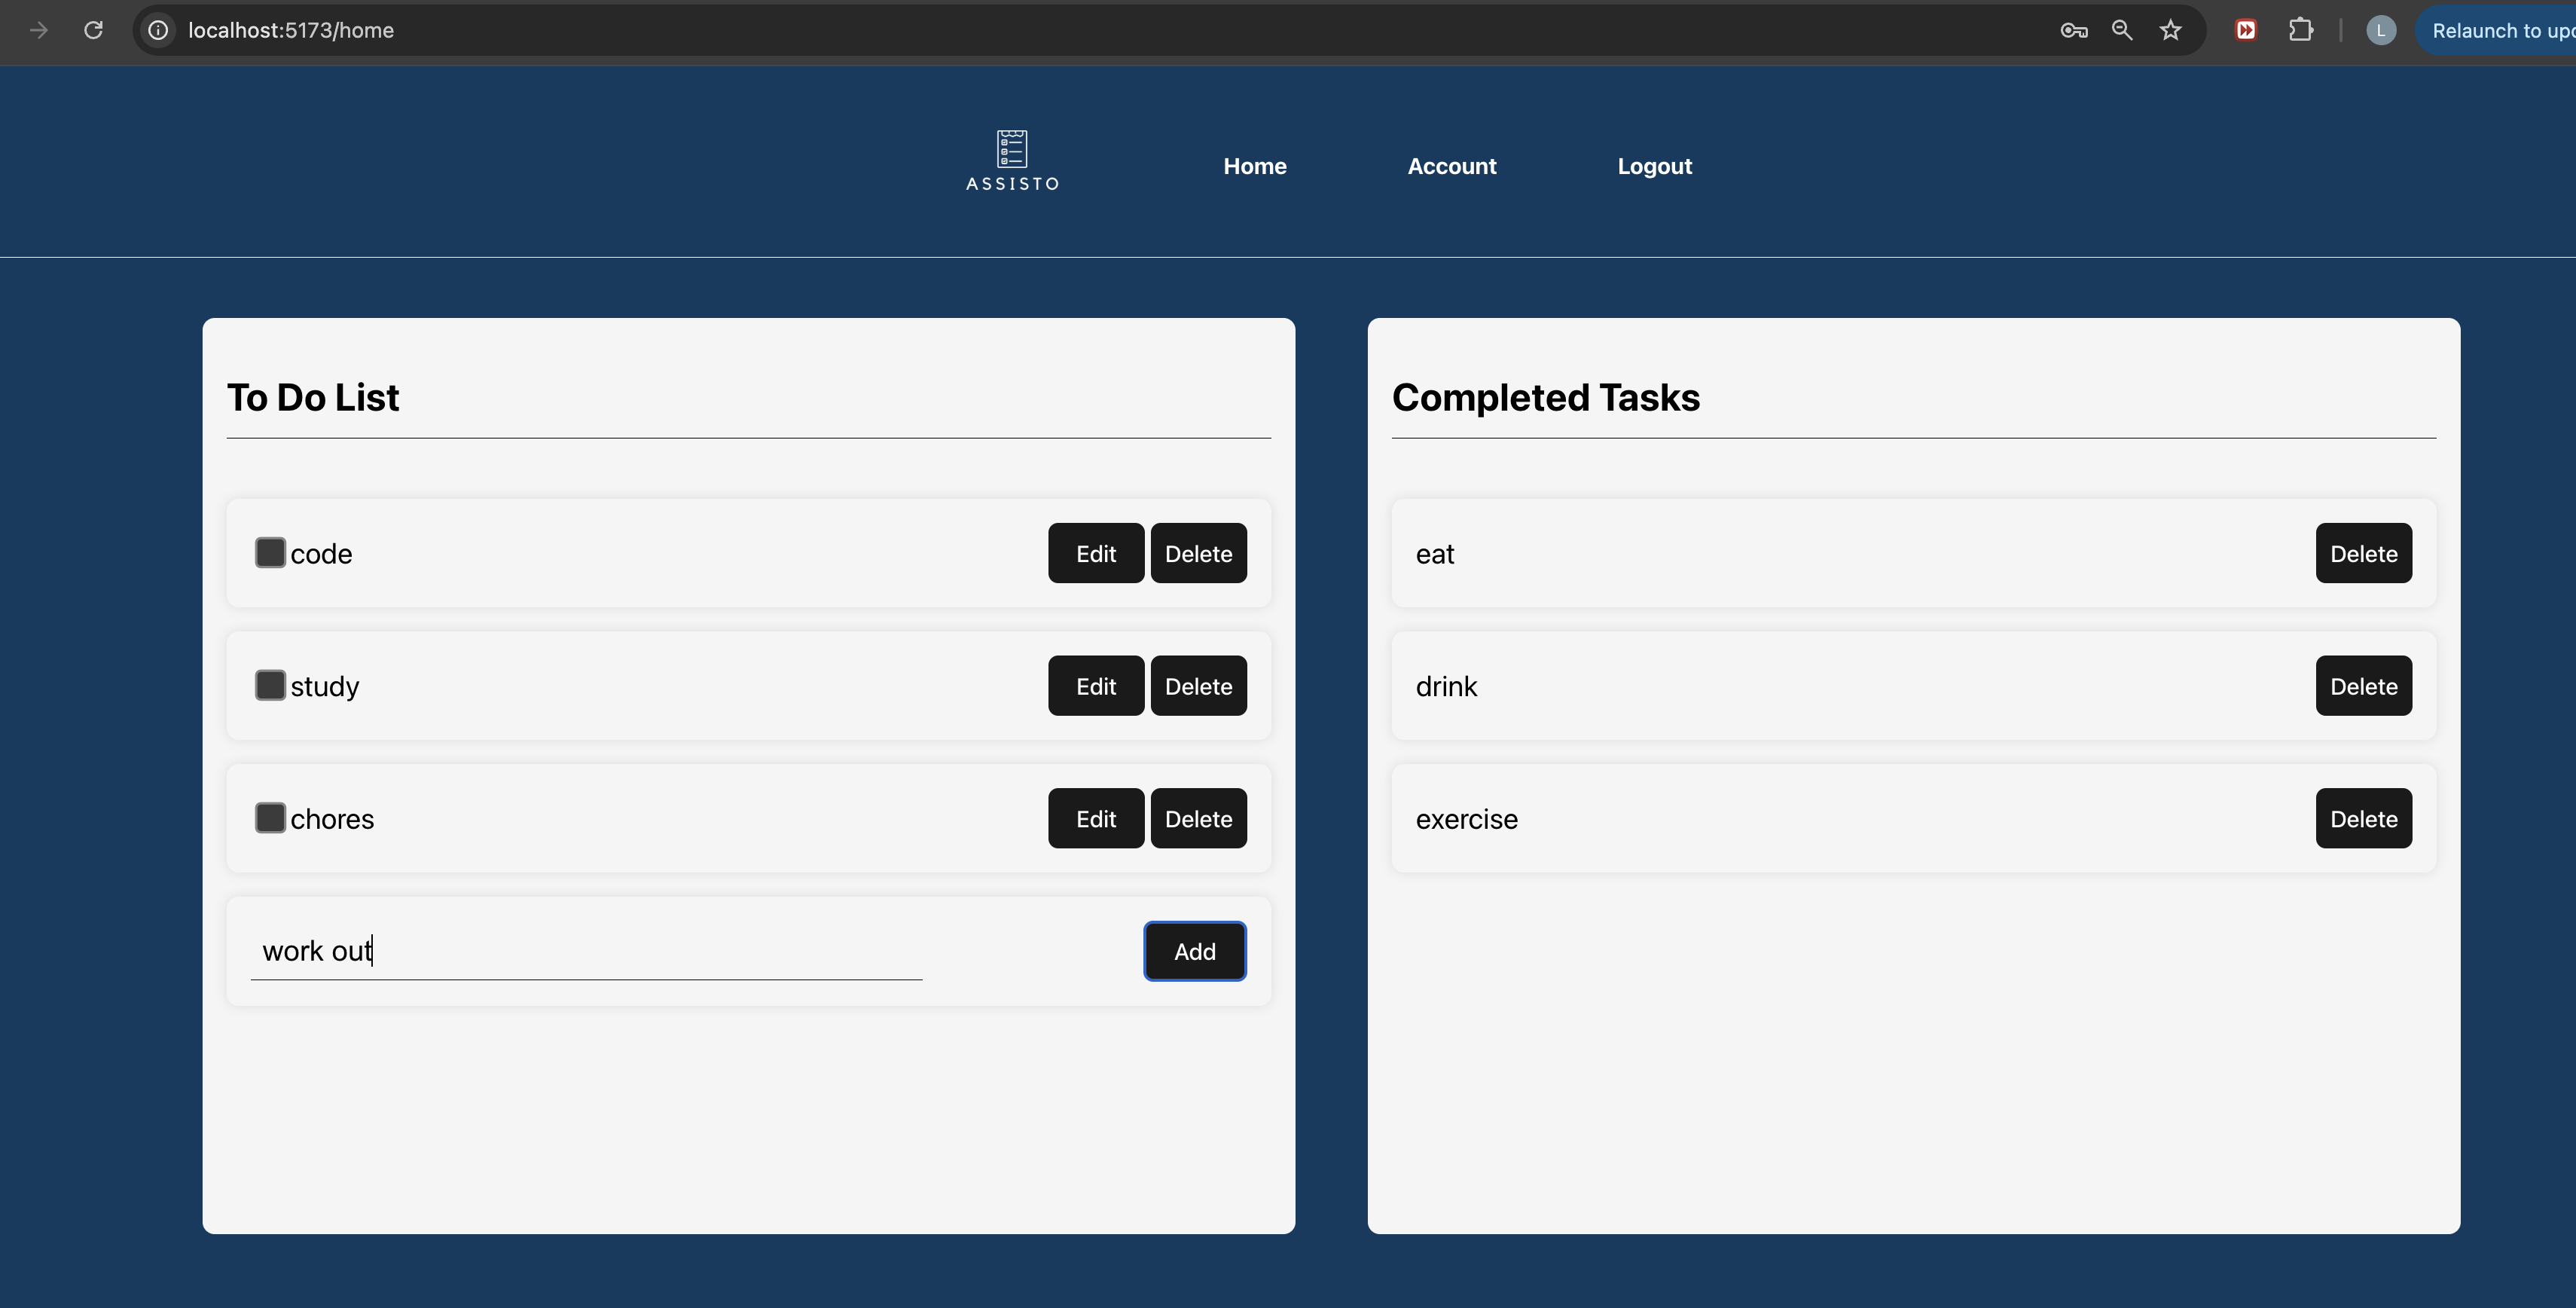 localhost:5173/home
L
Relaunch to upd
ASSISTO
Home
Account
Logout
To Do List
code
Edit
Delete
study
Edit
Delete
chores
Edit
Delete
work out
Add
Completed Tasks
eat
Delete
drink
Delete
exercise
Delete